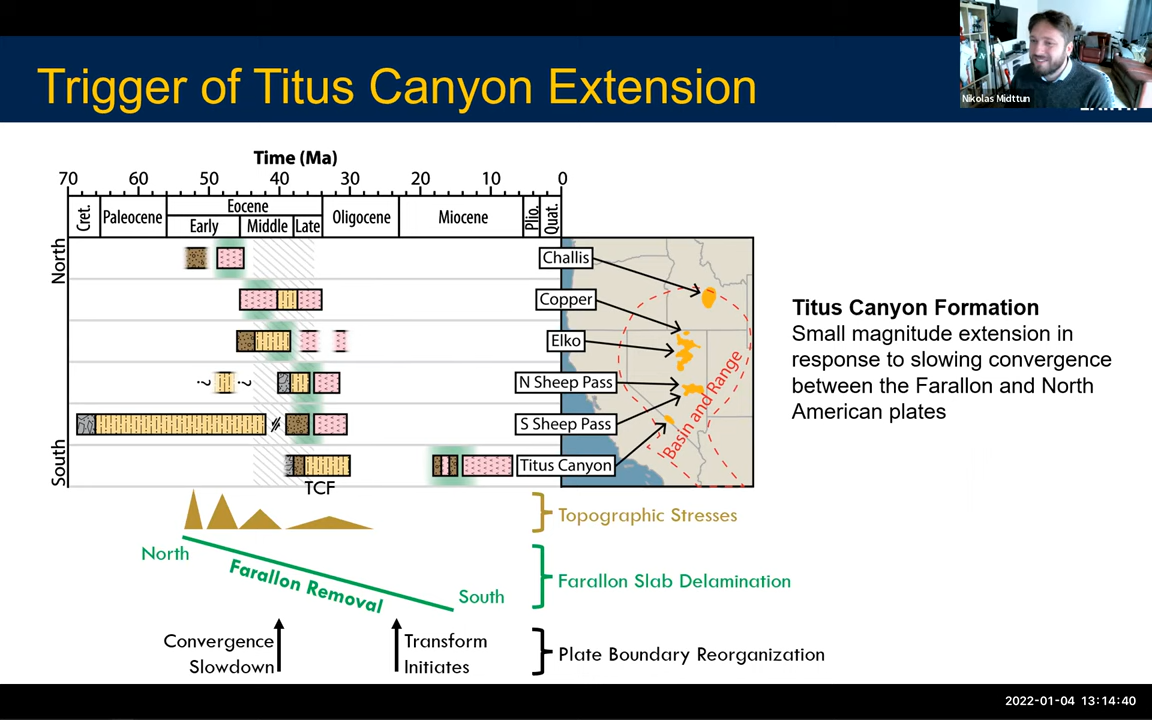 Trigger of Titus Canyon Extension
Nikolas Midttun
Time (Ma)
70 60 50 40 30 20 10 0
Cret. Paleocene Eocene Oligocene Miocene Plio. Quat.
Early Middle Late
North
Challis
Copper
Elko
? ? N Sheep Pass
S Sheep Pass
South
Titus Canyon
TCF
Basin and Range
Titus Canyon Formation
Small magnitude extension in
response to slowing convergence
between the Farallon and North
American plates
Topographic Stresses
North
Farallon Removal
South
Farallon Slab Delamination
Convergence
Slowdown
Transform
Initiates
Plate Boundary Reorganization
2022-01-04 13:14:40